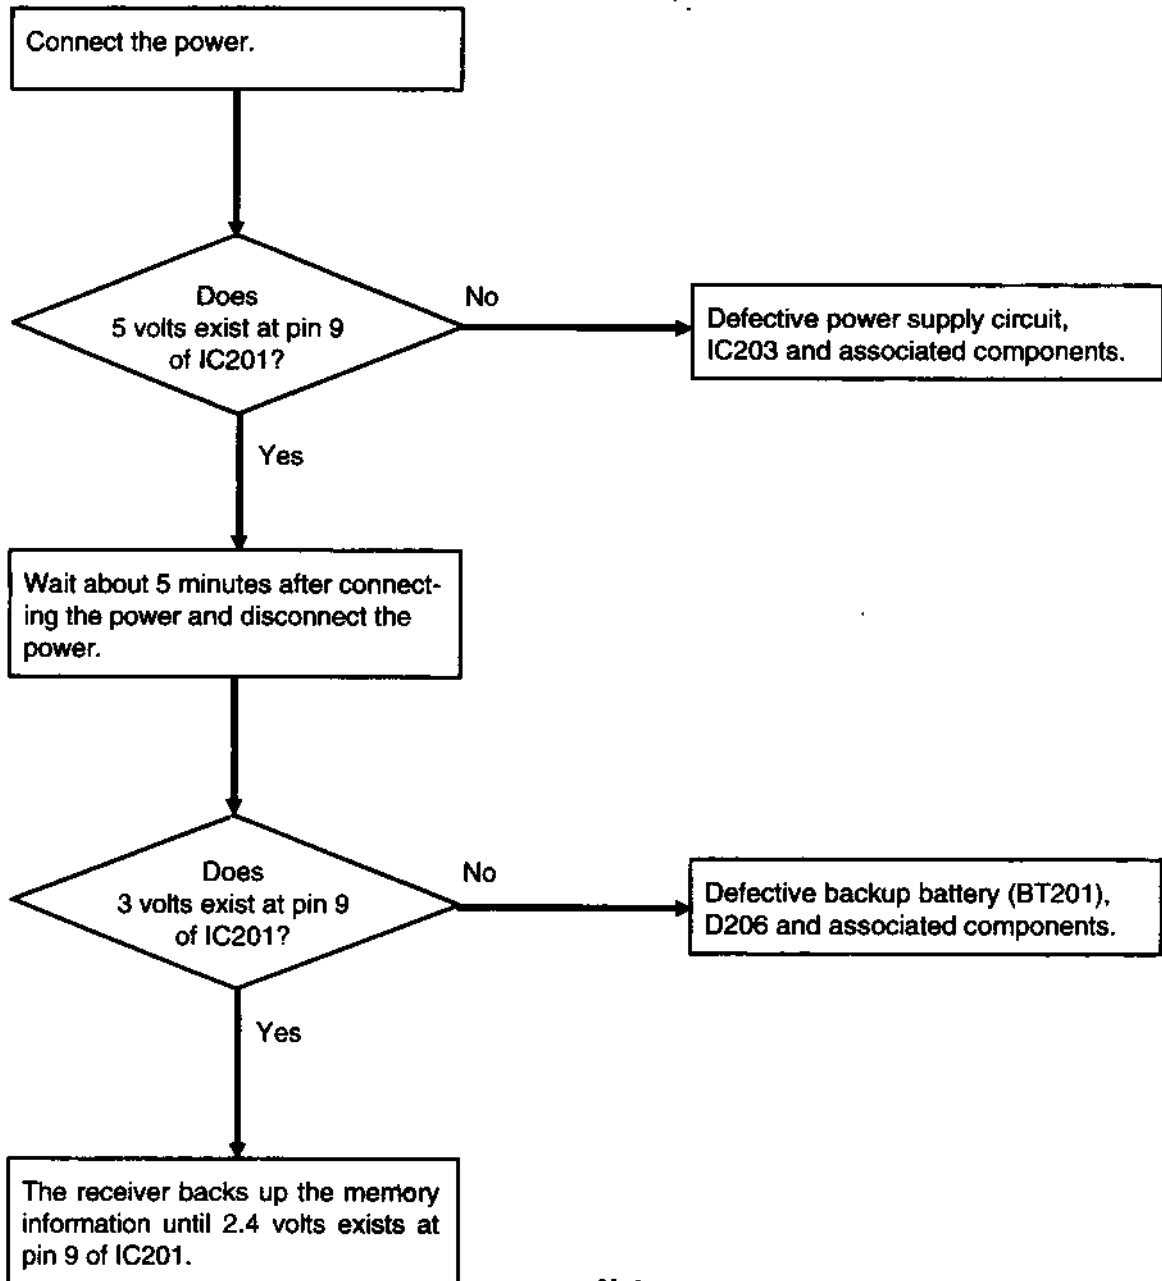 Connect the power.
Does
5 volts exist at pin 9
of IC201?
No
Defective power supply circuit,
IC203 and associated components.
Yes
Wait about 5 minutes after connect-
ing the power and disconnect the
power.
Does
3 volts exist at pin 9
of IC201?
No
Defective backup battery (BT201),
D206 and associated components.
Yes
The receiver backs up the memory
information until 2.4 volts exists at
pin 9 of IC201.